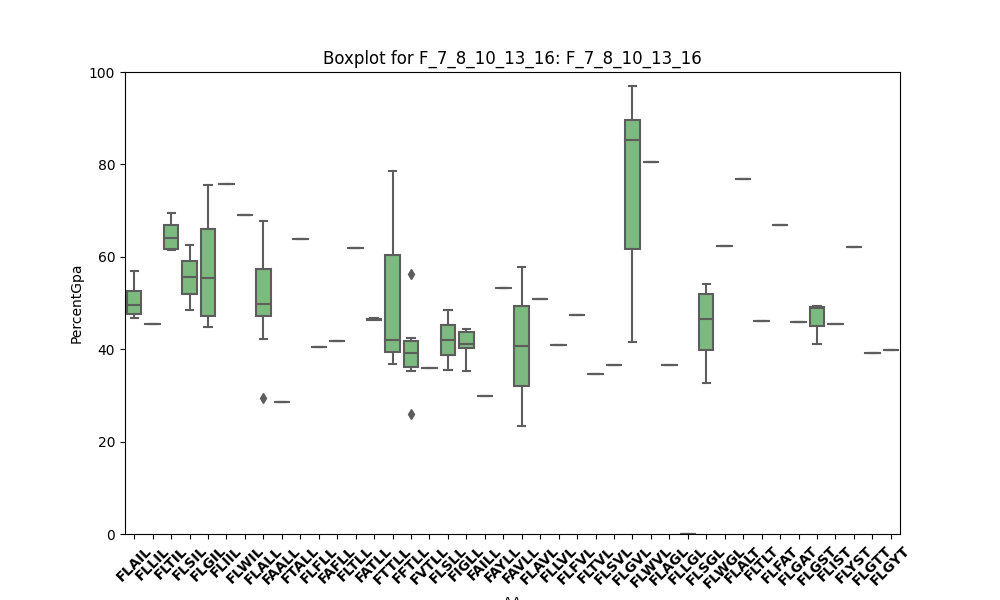 Boxplot for F_7_8_10_13_16: F_7_8_10_13_16
100
80
60
40
20
0
PercentGpa
FLAIL
FLLIL
FLTIL
FLSIL
FLGIL
FLIIL
FLWIL
FLALL
FAALL
FTALL
FLFLL
FAFLL
FLTLL
FATLL
FTTLL
FFTLL
FVTLL
FLSLL
FIGLL
FAILL
FAYLL
FAVLL
FLAVL
FLLVL
FLFVL
FLTVL
FLSVL
FLGVL
FLWVL
FLAGL
FLLGL
FLSGL
FLWGL
FLALT
FLTLT
FLFAT
FLGAT
FLGST
FLIST
FLYST
FLGTT
FLGYT